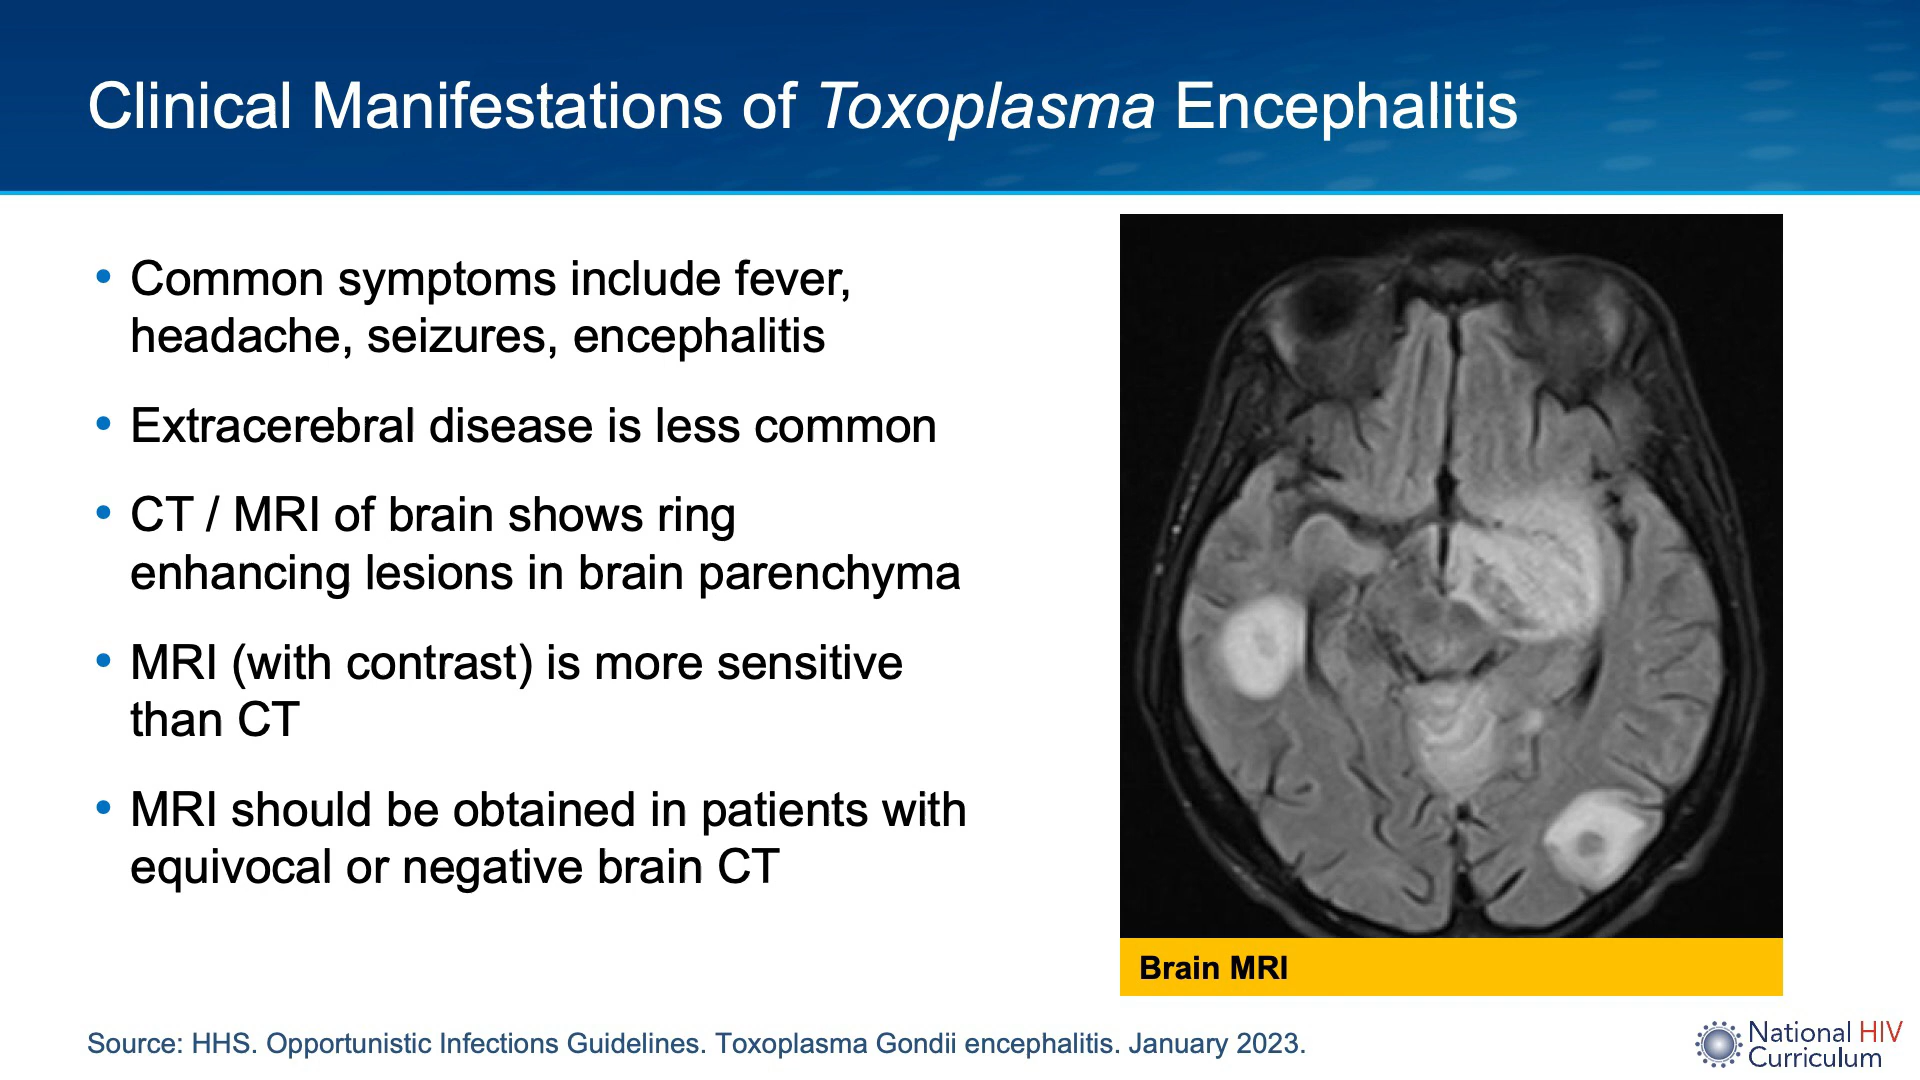 Clinical Manifestations of Toxoplasma Encephalitis
• Common symptoms include fever,
headache, seizures, encephalitis
• Extracerebral disease is less common
• CT / MRI of brain shows ring
enhancing lesions in brain parenchyma
• MRI (with contrast) is more sensitive
than CT
• MRI should be obtained in patients with
equivocal or negative brain CT
Brain MRI
Source: HHS. Opportunistic Infections Guidelines. Toxoplasma Gondii encephalitis. January 2023.
National HIV
Curriculum